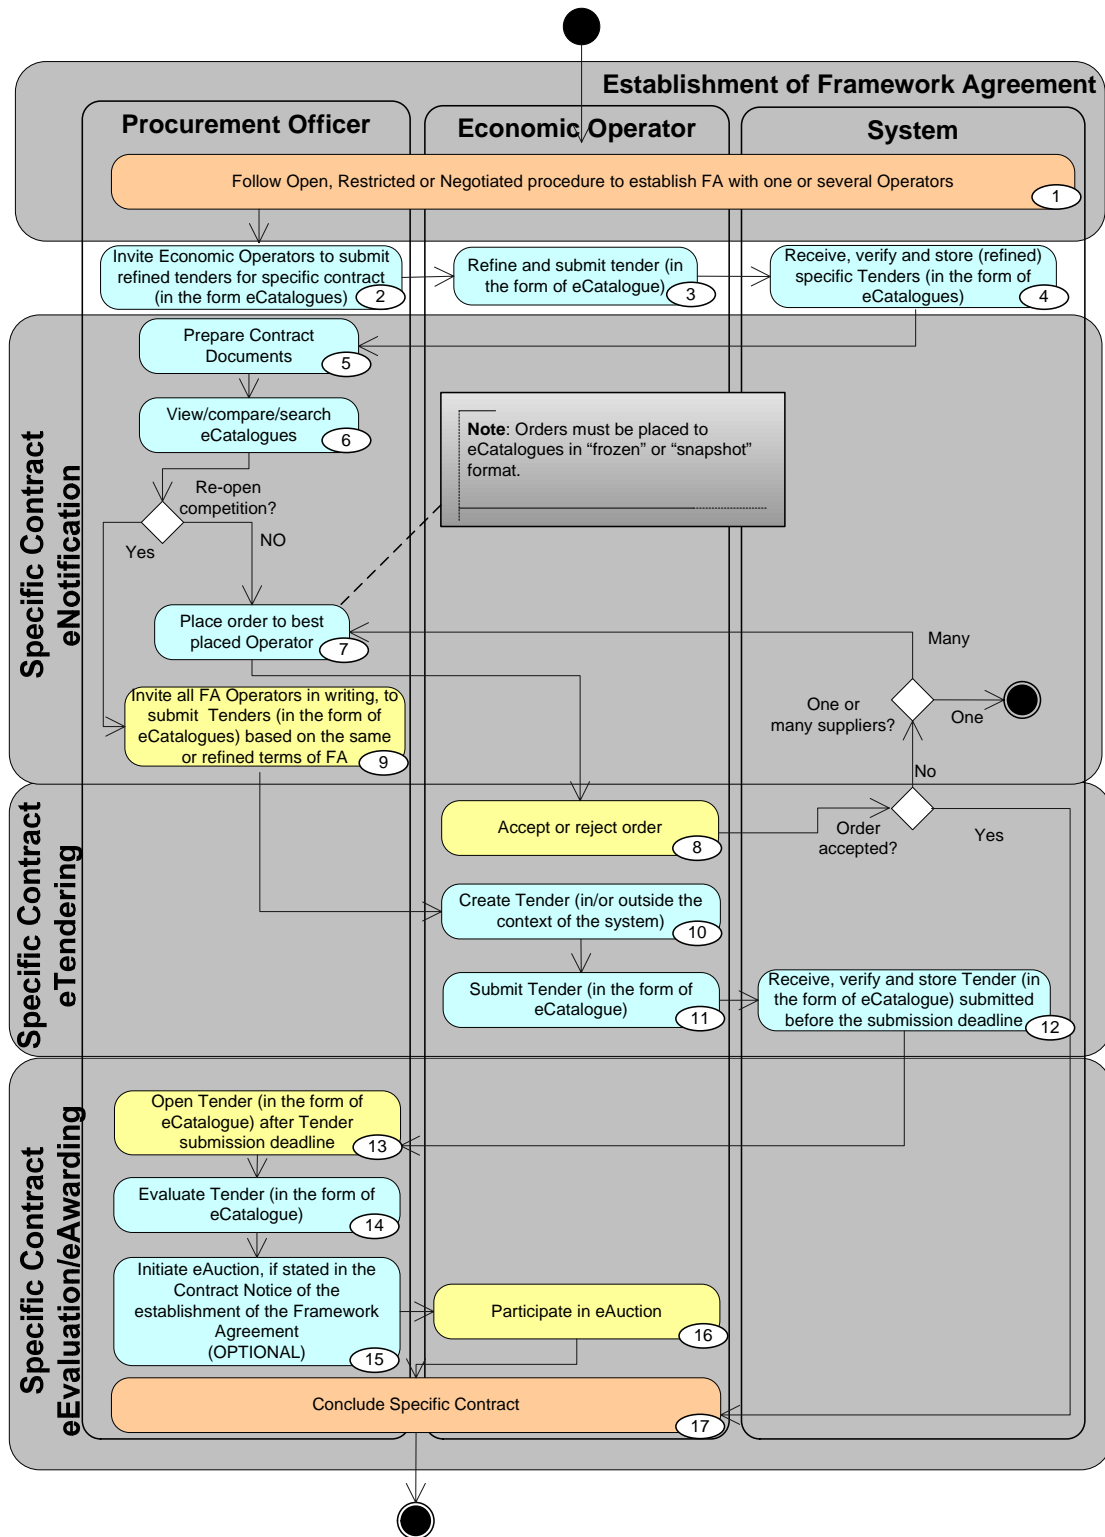 Establishment of Framework Agreement
Procurement Officer
Economic Operator
System
Follow Open, Restricted or Negotiated procedure to establish FA with one or several Operators
1
Invite Economic Operators to submit
refined tenders for specific contract
(in the form eCatalogues)
2
Refine and submit tender (in
the form of eCatalogue)
3
Receive, verify and store (refined)
specific Tenders (in the form of
eCatalogues)
4
Specific Contract
eNotification
Prepare Contract
Documents
5
View/compare/search
eCatalogues
6
Note: Orders must be placed to
eCatalogues in “frozen” or “snapshot”
format.
Re-open
competition?
Yes
NO
Place order to best
placed Operator
7
Many
One or
many suppliers?
One
Invite all FA Operators in writing, to
submit Tenders (in the form of
eCatalogues) based on the same
or refined terms of FA
9
No
Specific Contract
eTendering
Accept or reject order
8
Order
accepted?
Yes
Create Tender (in/or outside the
context of the system)
10
Submit Tender (in the form of
eCatalogue)
11
Receive, verify and store Tender (in
the form of eCatalogue) submitted
before the submission deadline
12
Specific Contract
eEvaluation/eAwarding
Open Tender (in the form of
eCatalogue) after Tender
submission deadline
13
Evaluate Tender (in the form of
eCatalogue)
14
Initiate eAuction, if stated in the
Contract Notice of the
establishment of the Framework
Agreement
(OPTIONAL)
15
Participate in eAuction
16
Conclude Specific Contract
17